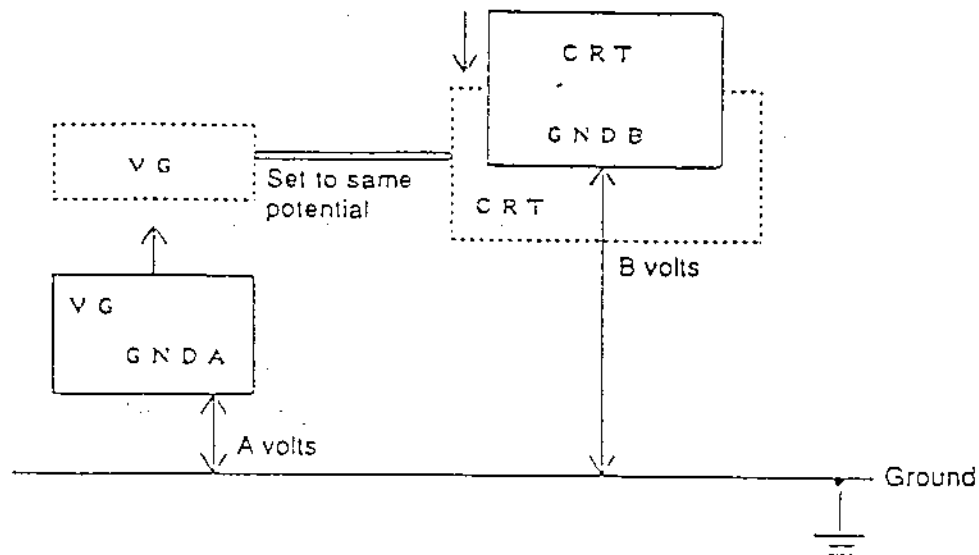 C R T
G N D B
V G
Set to same
potential
C R T
B volts
V G
G N D A
A volts
Ground